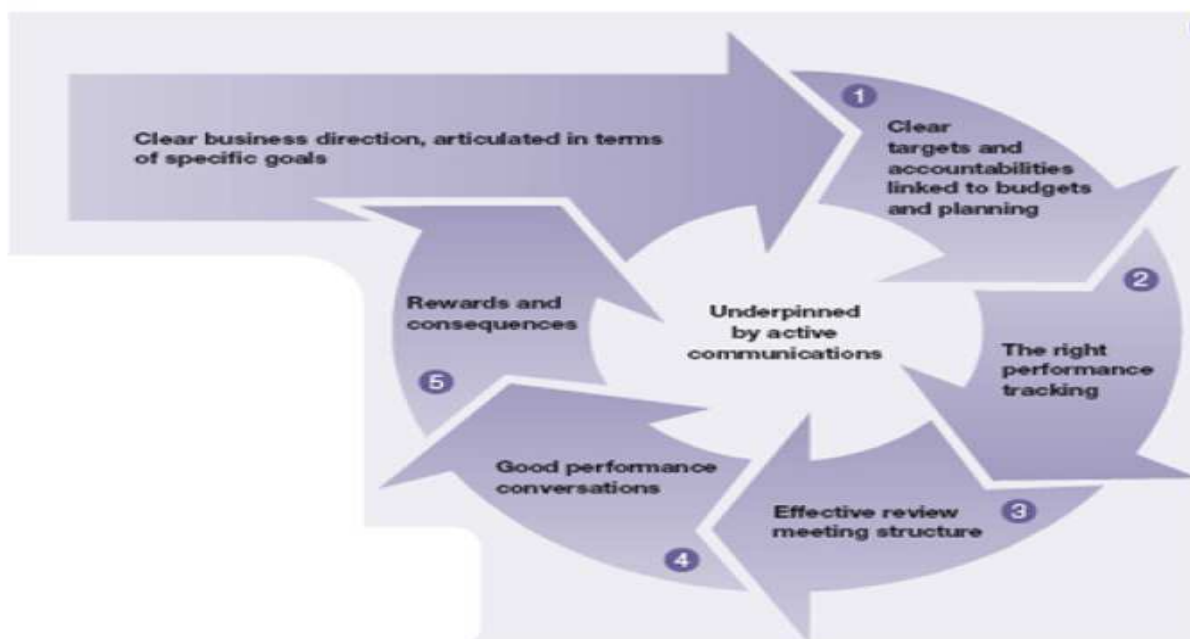 Clear business direction, articulated in terms
of specific goals
1
Clear
targets and
accountabilities
linked to budgets
and planning
2
The right
performance
tracking
3
Effective review
meeting structure
4
Good performance
conversations
5
Rewards and
consequences
Underpinned
by active
communications